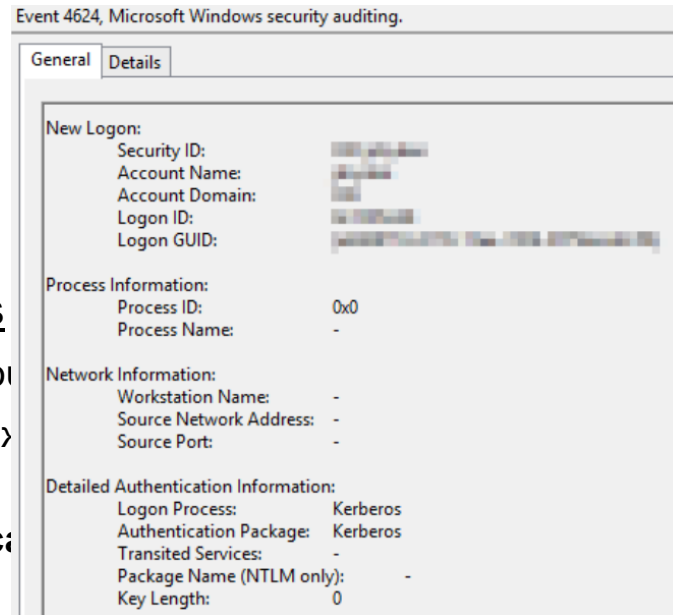 Event 4624, Microsoft Windows security auditing.
General Details
New Logon:
Security ID:
Account Name:
Account Domain:
Logon ID:
Logon GUID:
Process Information:
Process ID: 0x0
Process Name: -
Network Information:
Workstation Name: -
Source Network Address: -
Source Port: -
Detailed Authentication Information:
Logon Process: Kerberos
Authentication Package: Kerberos
Transited Services: -
Package Name (NTLM only): -
Key Length: 0